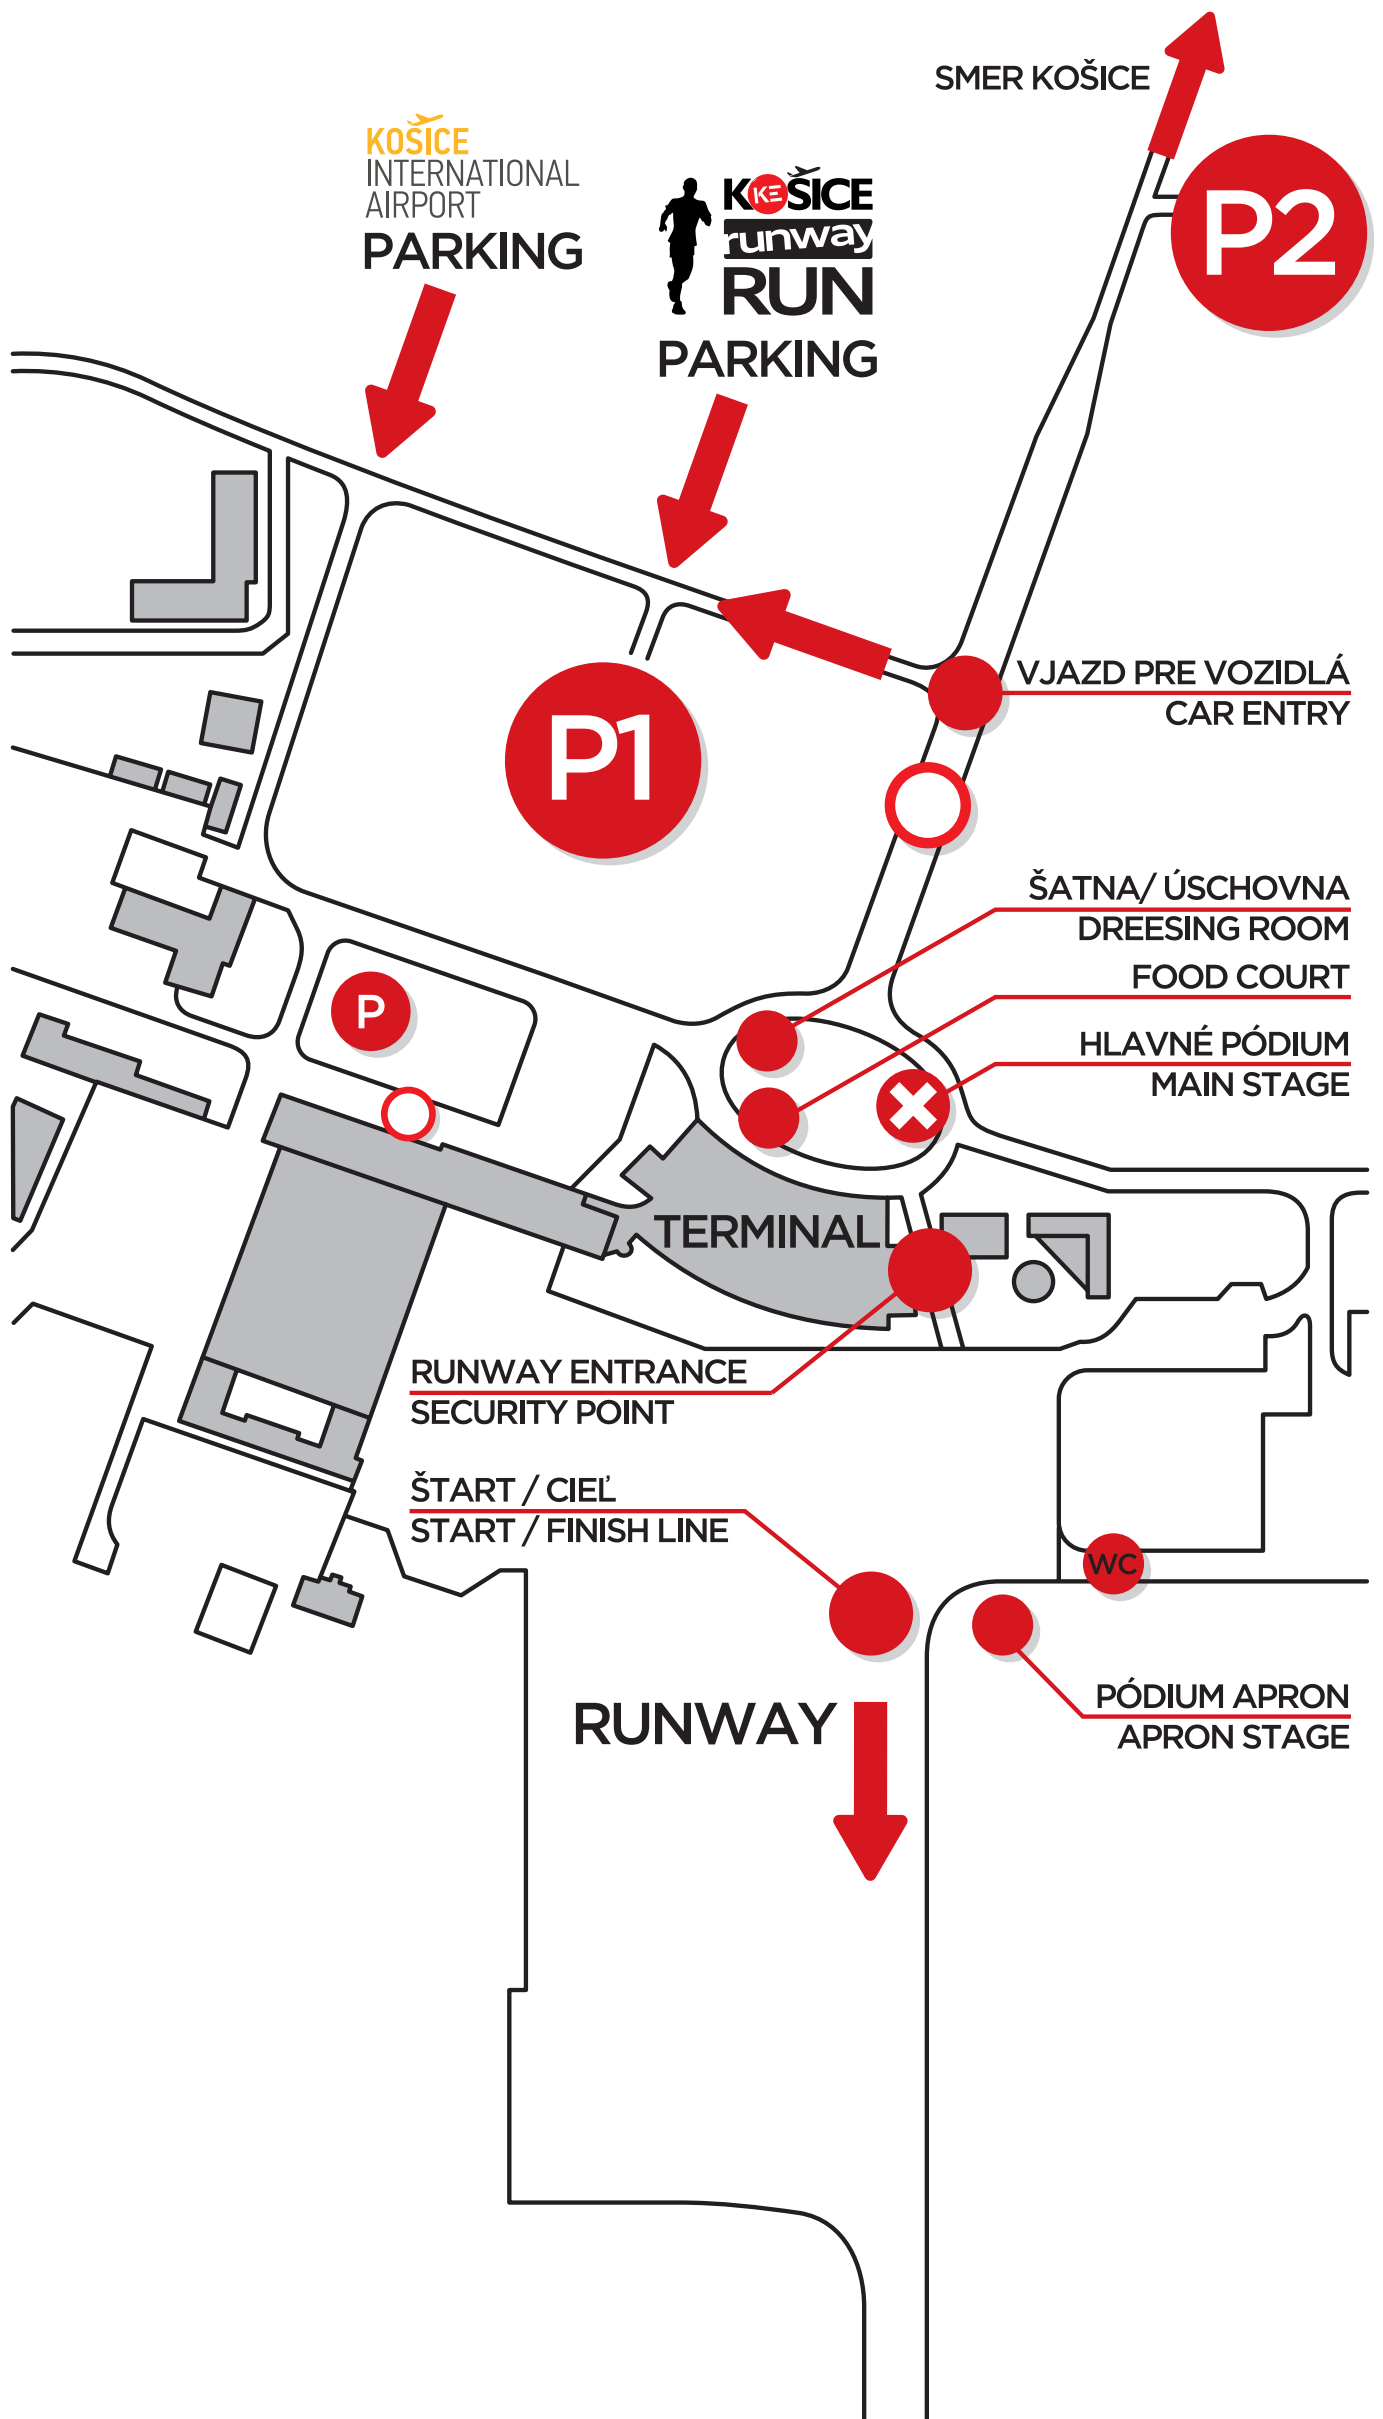 SMER KOŠICE
KOŠICE
INTERNATIONAL
AIRPORT
PARKING
KE
KOŠICE
runway
RUN
PARKING
P2
VJAZD PRE VOZIDLÁ
CAR ENTRY
P1
ŠATNA/ ÚSCHOVNA
DREESING ROOM
FOOD COURT
P
HLAVNÉ PÓDIUM
MAIN STAGE
TERMINAL
RUNWAY ENTRANCE
SECURITY POINT
ŠTART / CIEĽ
START / FINISH LINE
WC
RUNWAY
PÓDIUM APRON
APRON STAGE